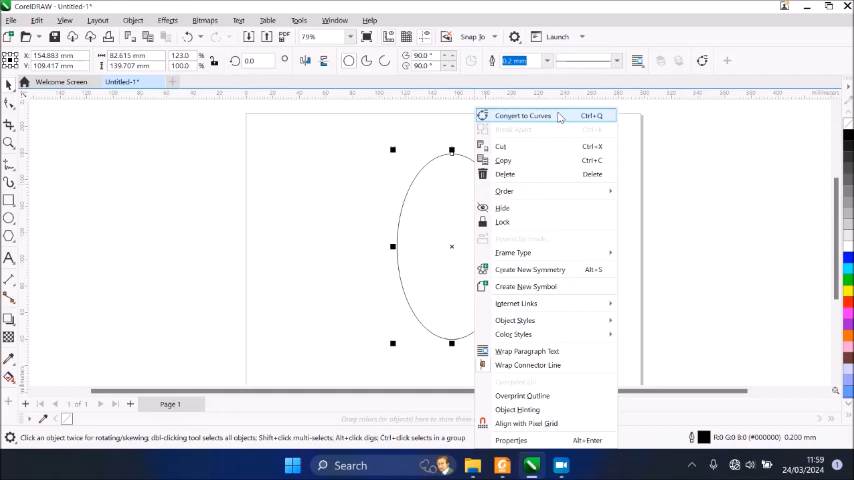 CorelDRAW - Untitled-1*
File Edit View Layout Object Effects Bitmaps Text Table Tools Window Help
PDF 79% Snap To Launch
X: 154.883 mm 82.615 mm 123.0 % 0.0 90.0 ° 90.0 ° 0.2 mm
Y: 109.417 mm 139.707 mm 100.0 %
Welcome Screen Untitled-1*
millimeters
Convert to Curves Ctrl+Q
Break Apart Ctrl+K
Cut Ctrl+X
Copy Ctrl+C
Delete Delete
Order
Hide
Lock
PowerClip Inside...
Frame Type
Create New Symmetry Alt+S
Create New Symbol
Internet Links
Object Styles
Color Styles
Wrap Paragraph Text
Wrap Connector Line
Overprint Fill
Overprint Outline
Object Hinting
Align with Pixel Grid
Properties Alt+Enter
1 of 1 Page 1
Drag colors (or objects) here to store these
Click an object twice for rotating/skewing; dbl-clicking tool selects all objects; Shift+click multi-selects; Alt+click digs; Ctrl+click selects in a group R:0 G:0 B:0 (#000000) 0.200 mm
Search
11:59
24/03/2024